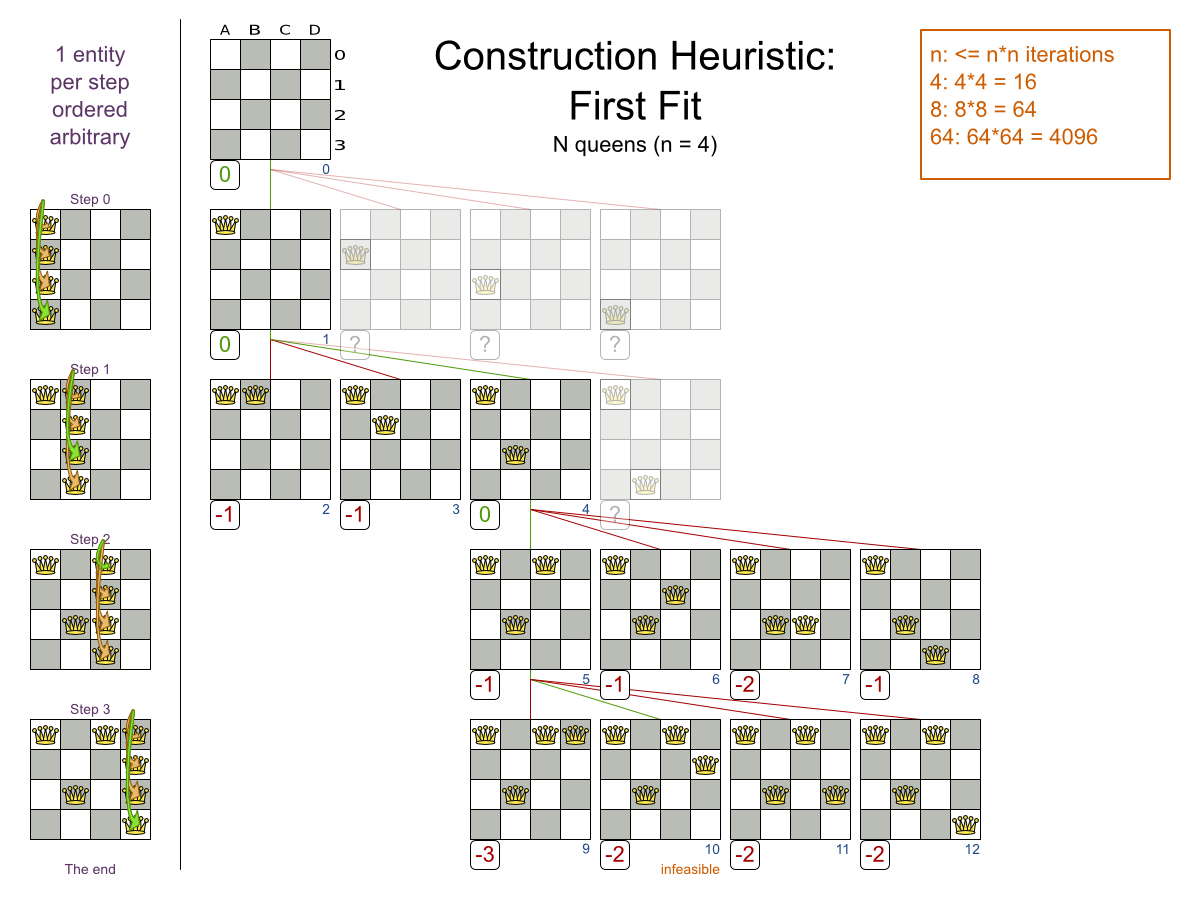 1 entity
per step
ordered
arbitrary
A B C D
0
1
2
3
Construction Heuristic:
First Fit
N queens (n = 4)
n: <= n*n iterations
4: 4*4 = 16
8: 8*8 = 64
64: 64*64 = 4096
0 0
Step 0
0 1 ? ? ?
Step 1
-1 2 -1 3 0 4 ?
Step 2
-1 5 -1 6 -2 7 -1 8
Step 3
-3 9 -2 10 -2 11 -2 12
The end
infeasible